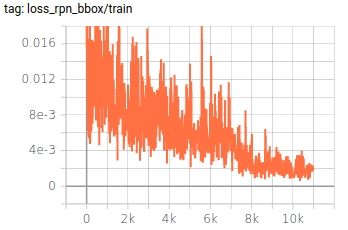 tag: loss_rpn_bbox/train
0.016
0.012
8e-3
4e-3
0
0 2k 4k 6k 8k 10k